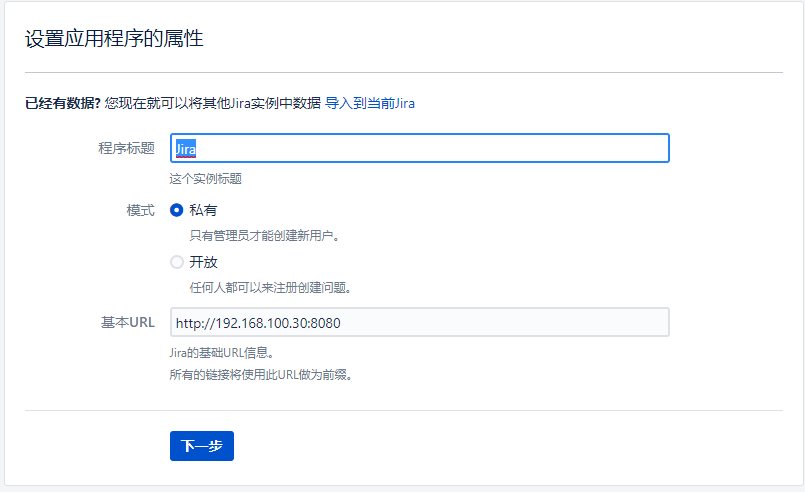 设置应用程序的属性
已经有数据? 您现在就可以将其他Jira实例中数据 导入到当前Jira
程序标题 Jira
这个实例标题
模式 私有
只有管理员才能创建新用户。
开放
任何人都可以来注册创建问题。
基本URL http://192.168.100.30:8080
Jira的基础URL信息。
所有的链接将使用此URL做为前缀。
下一步